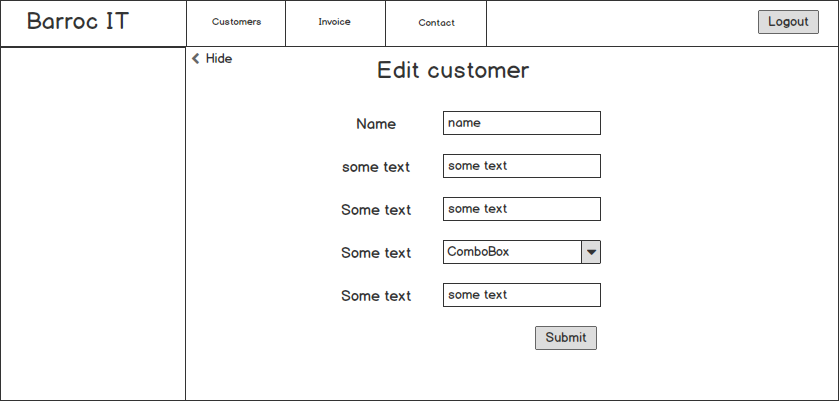 Barroc IT
Customers
Invoice
Contact
Logout
Hide
Edit customer
Name
name
some text
some text
Some text
some text
Some text
ComboBox
Some text
some text
Submit